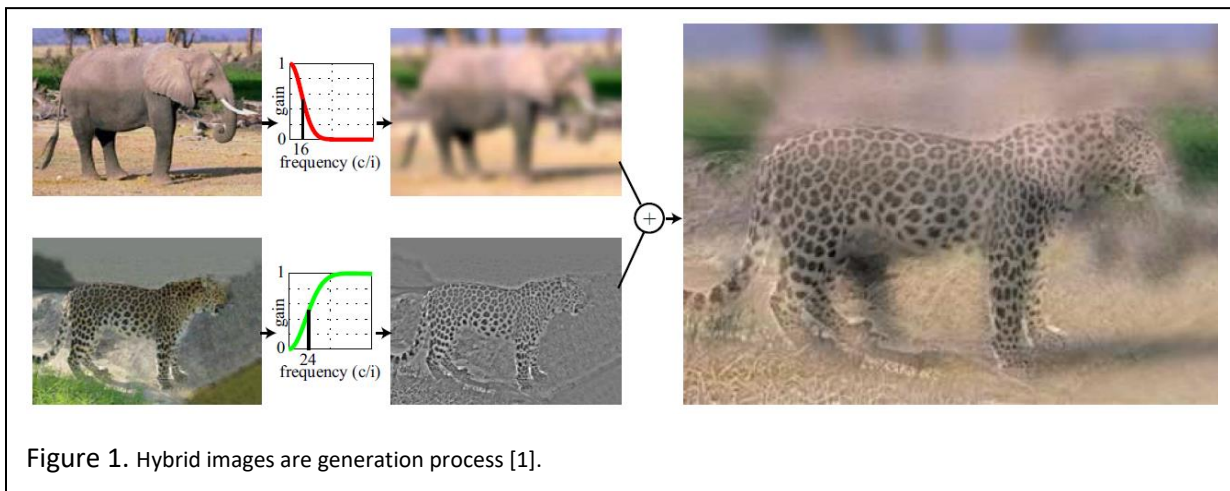 1
gain
0
16
frequency (c/i)
+
1
gain
0
24
frequency (c/i)
Figure 1. Hybrid images are generation process [1].